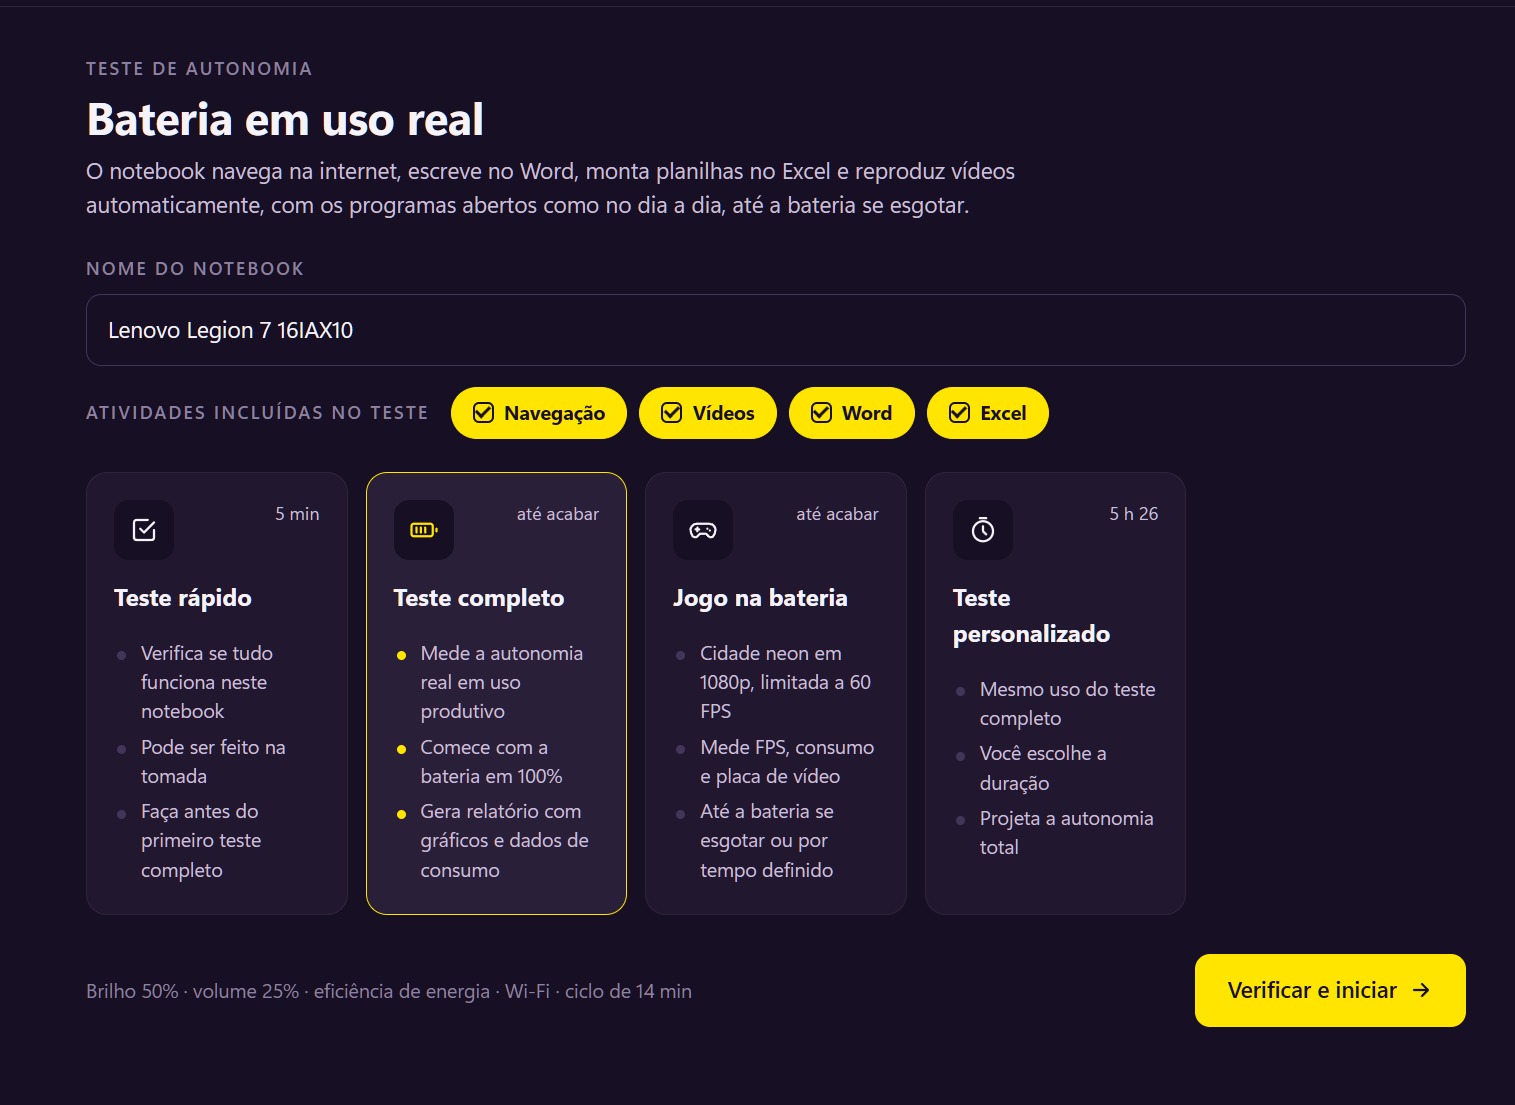 TESTE DE AUTONOMIA
Bateria em uso real
O notebook navega na internet, escreve no Word, monta planilhas no Excel e reproduz vídeos
automaticamente, com os programas abertos como no dia a dia, até a bateria se esgotar.
NOME DO NOTEBOOK
Lenovo Legion 7 16IAX10
ATIVIDADES INCLUÍDAS NO TESTE
Navegação
Vídeos
Word
Excel
5 min
Teste rápido
Verifica se tudo
funciona neste
notebook
Pode ser feito na
tomada
Faça antes do
primeiro teste
completo
até acabar
Teste completo
Mede a autonomia
real em uso
produtivo
Comece com a
bateria em 100%
Gera relatório com
gráficos e dados de
consumo
até acabar
Jogo na bateria
Cidade neon em
1080p, limitada a 60
FPS
Mede FPS, consumo
e placa de vídeo
Até a bateria se
esgotar ou por
tempo definido
5 h 26
Teste
personalizado
Mesmo uso do teste
completo
Você escolhe a
duração
Projeta a autonomia
total
Brilho 50% · volume 25% · eficiência de energia · Wi-Fi · ciclo de 14 min
Verificar e iniciar →